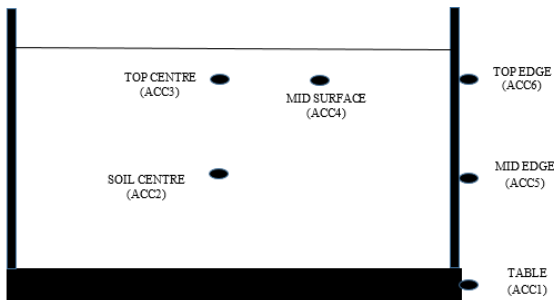 TOP CENTRE
(ACC3)
MID SURFACE
(ACC4)
TOP EDGE
(ACC6)
SOIL CENTRE
(ACC2)
MID EDGE
(ACC5)
TABLE
(ACC1)